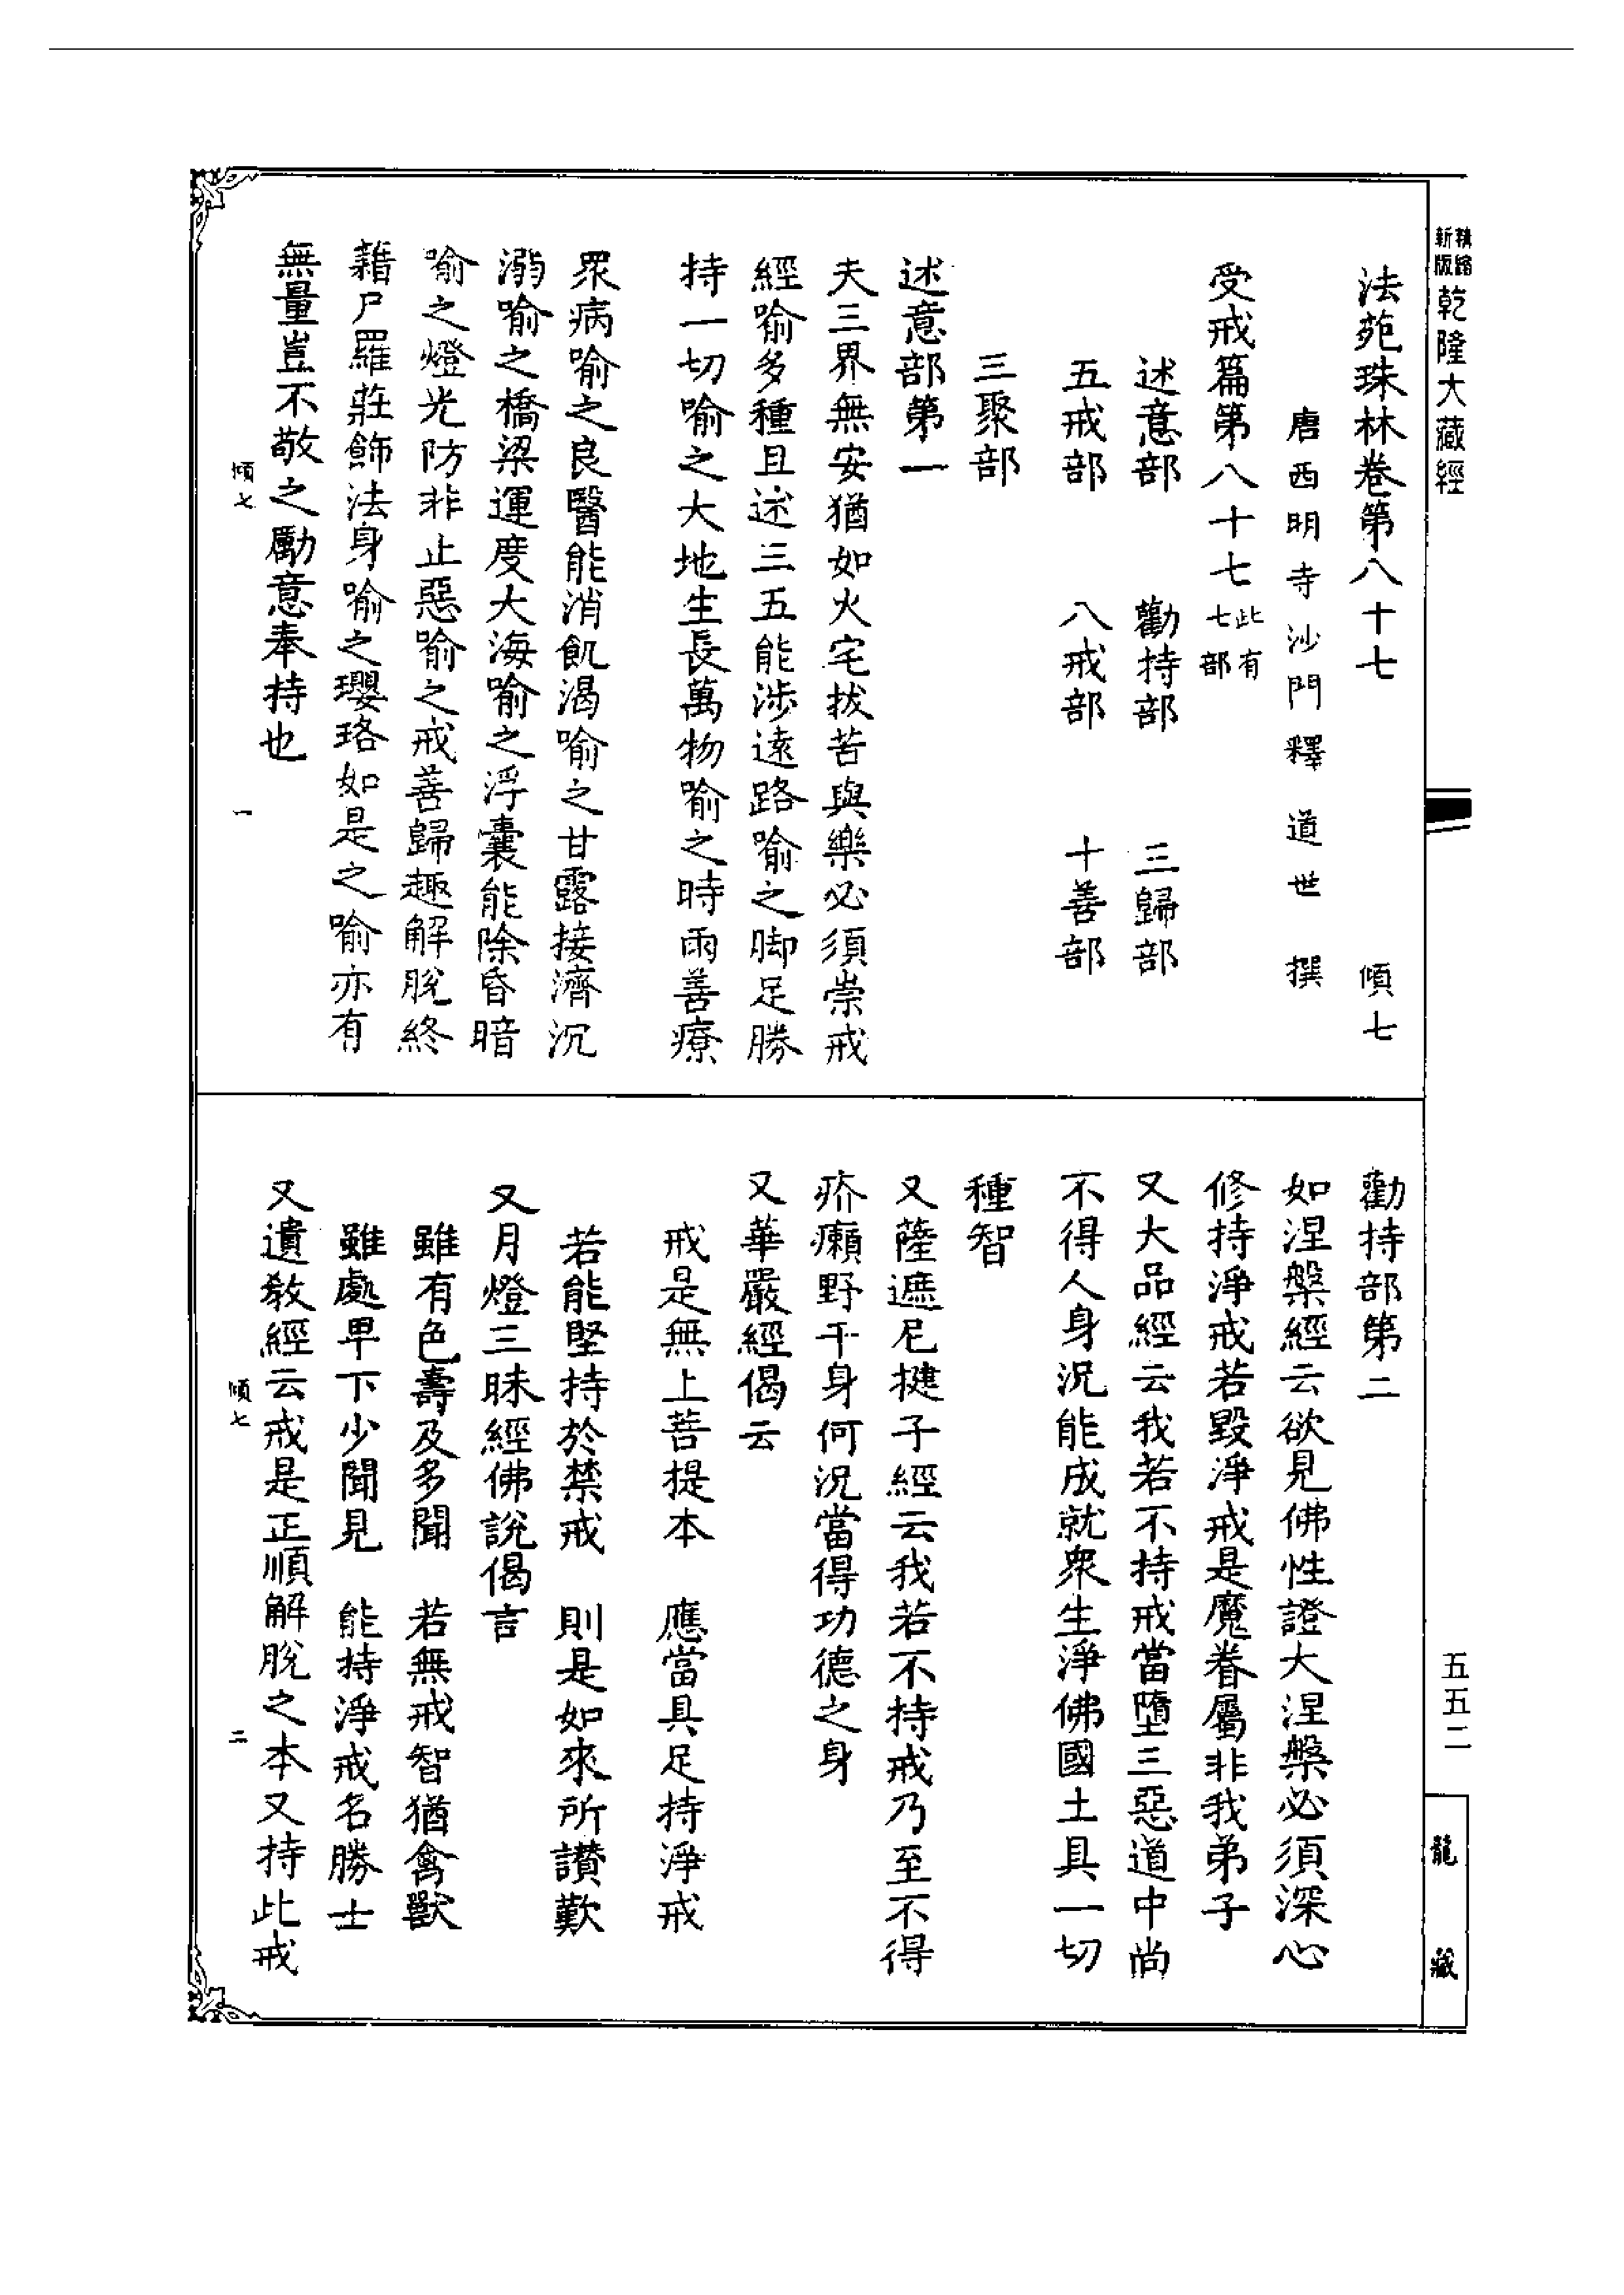 新版
乾隆大藏經
法苑珠林卷第八十七　傾七
唐西明寺沙門釋道世撰
受戒篇第八十七此有七部
述意部　勸持部　三歸部
五戒部　八戒部　十善部
三聚部
述意部第一
夫三界無安猶如火宅拔苦與樂必須崇戒
經喻多種且述三五能涉遠路喻之脚足勝
持一切喻之大地生長萬物喻之時雨善療
眾病喻之良醫能消飢渴喻之甘露接濟沉
溺喻之橋梁運度大海喻之浮囊能除昏暗
喻之燈光防非止惡喻之戒善歸趣解脫終
藉尸羅莊飾法身喻之瓔珞如是之喻亦有
無量豈不敬之勵意奉持也
傾七　一
勸持部第二
如涅槃經云欲見佛性證大涅槃必須深心
修持淨戒若毀淨戒是魔眷屬非我弟子
又大品經云我若不持戒當墮三惡道中尚
不得人身況能成就眾生淨佛國土具一切
種智
又薩遮尼揵子經云我若不持戒乃至不得
疥癩野干身何況當得功德之身
又華嚴經偈云
戒是無上菩提本　應當具足持淨戒
若能堅持於禁戒　則是如來所讚歎
又月燈三昧經佛說偈言
雖有色壽及多聞　若無戒智猶禽獸
雖處卑下少聞見　能持淨戒名勝士
又遺教經云戒是正順解脫之本又持此戒
傾七　二
五五二
龍藏